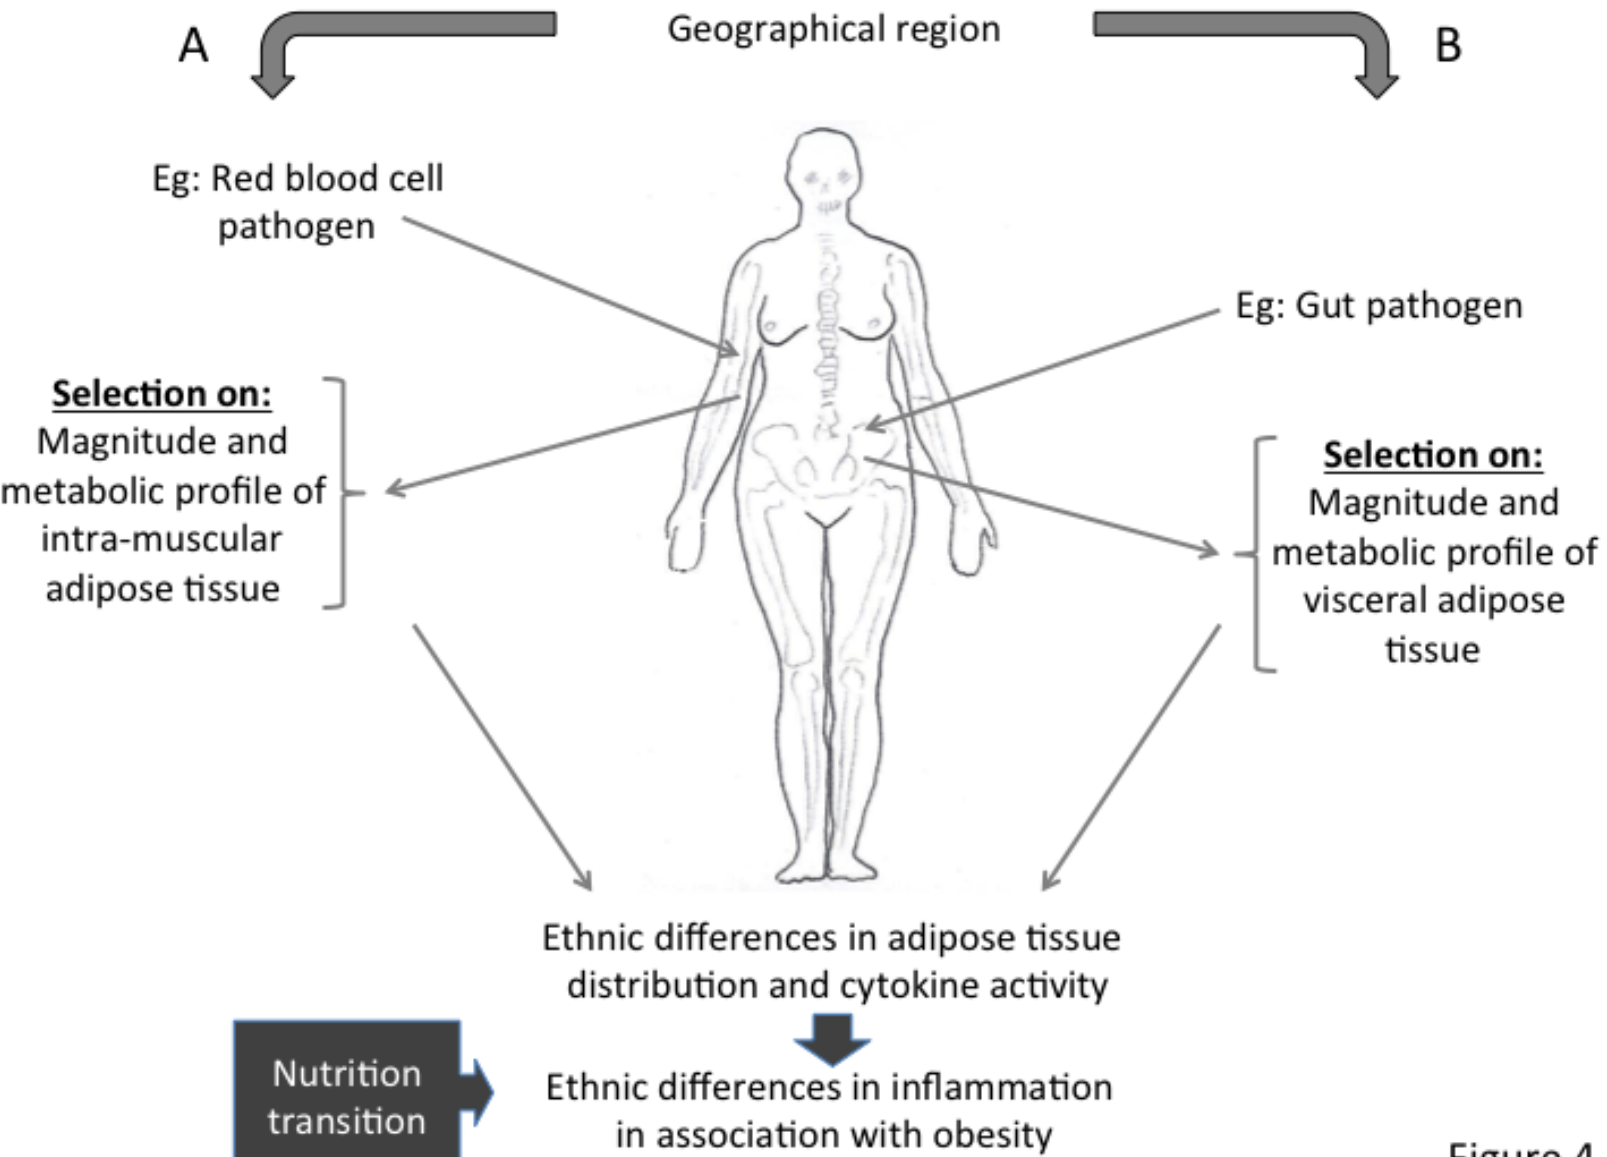 A
Geographical region
B
Eg: Red blood cell
pathogen
Eg: Gut pathogen
Selection on:
Magnitude and
metabolic profile of
intra-muscular
adipose tissue
Selection on:
Magnitude and
metabolic profile of
visceral adipose
tissue
Ethnic differences in adipose tissue
distribution and cytokine activity
Nutrition
transition
Ethnic differences in inflammation
in association with obesity
Figure 4